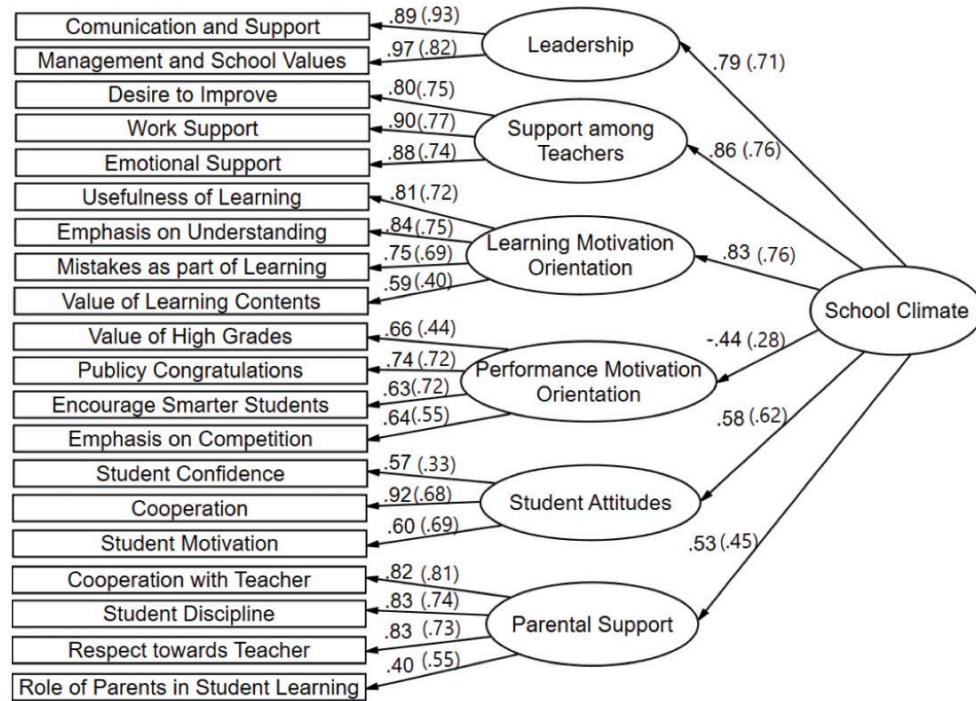 Comunication and Support
.89 (.93)
Leadership
Management and School Values
.97 (.82)
.79 (.71)
Desire to Improve
.80(.75)
Work Support
.90(.77)
Support among
Teachers
.86 (.76)
Emotional Support
.88 (.74)
Usefulness of Learning
.81(.72)
Emphasis on Understanding
.84(.75)
Learning Motivation
Orientation
.83 (.76)
Mistakes as part of Learning
.75(.69)
Value of Learning Contents
.59(.40)
School Climate
Value of High Grades
.66(.44)
-.44 (.28)
Publicy Congratulations
.74 (.72)
Performance Motivation
Orientation
Encourage Smarter Students
.63(.72)
Emphasis on Competition
.64(.55)
.58(.62)
Student Confidence
.57 (.33)
Cooperation
.92(.68)
Student Attitudes
Student Motivation
.60 (.69)
.53(.45)
Cooperation with Teacher
.82 (.81)
Student Discipline
.83 (.74)
Parental Support
Respect towards Teacher
.83 (.73)
Role of Parents in Student Learning
.40 (.55)